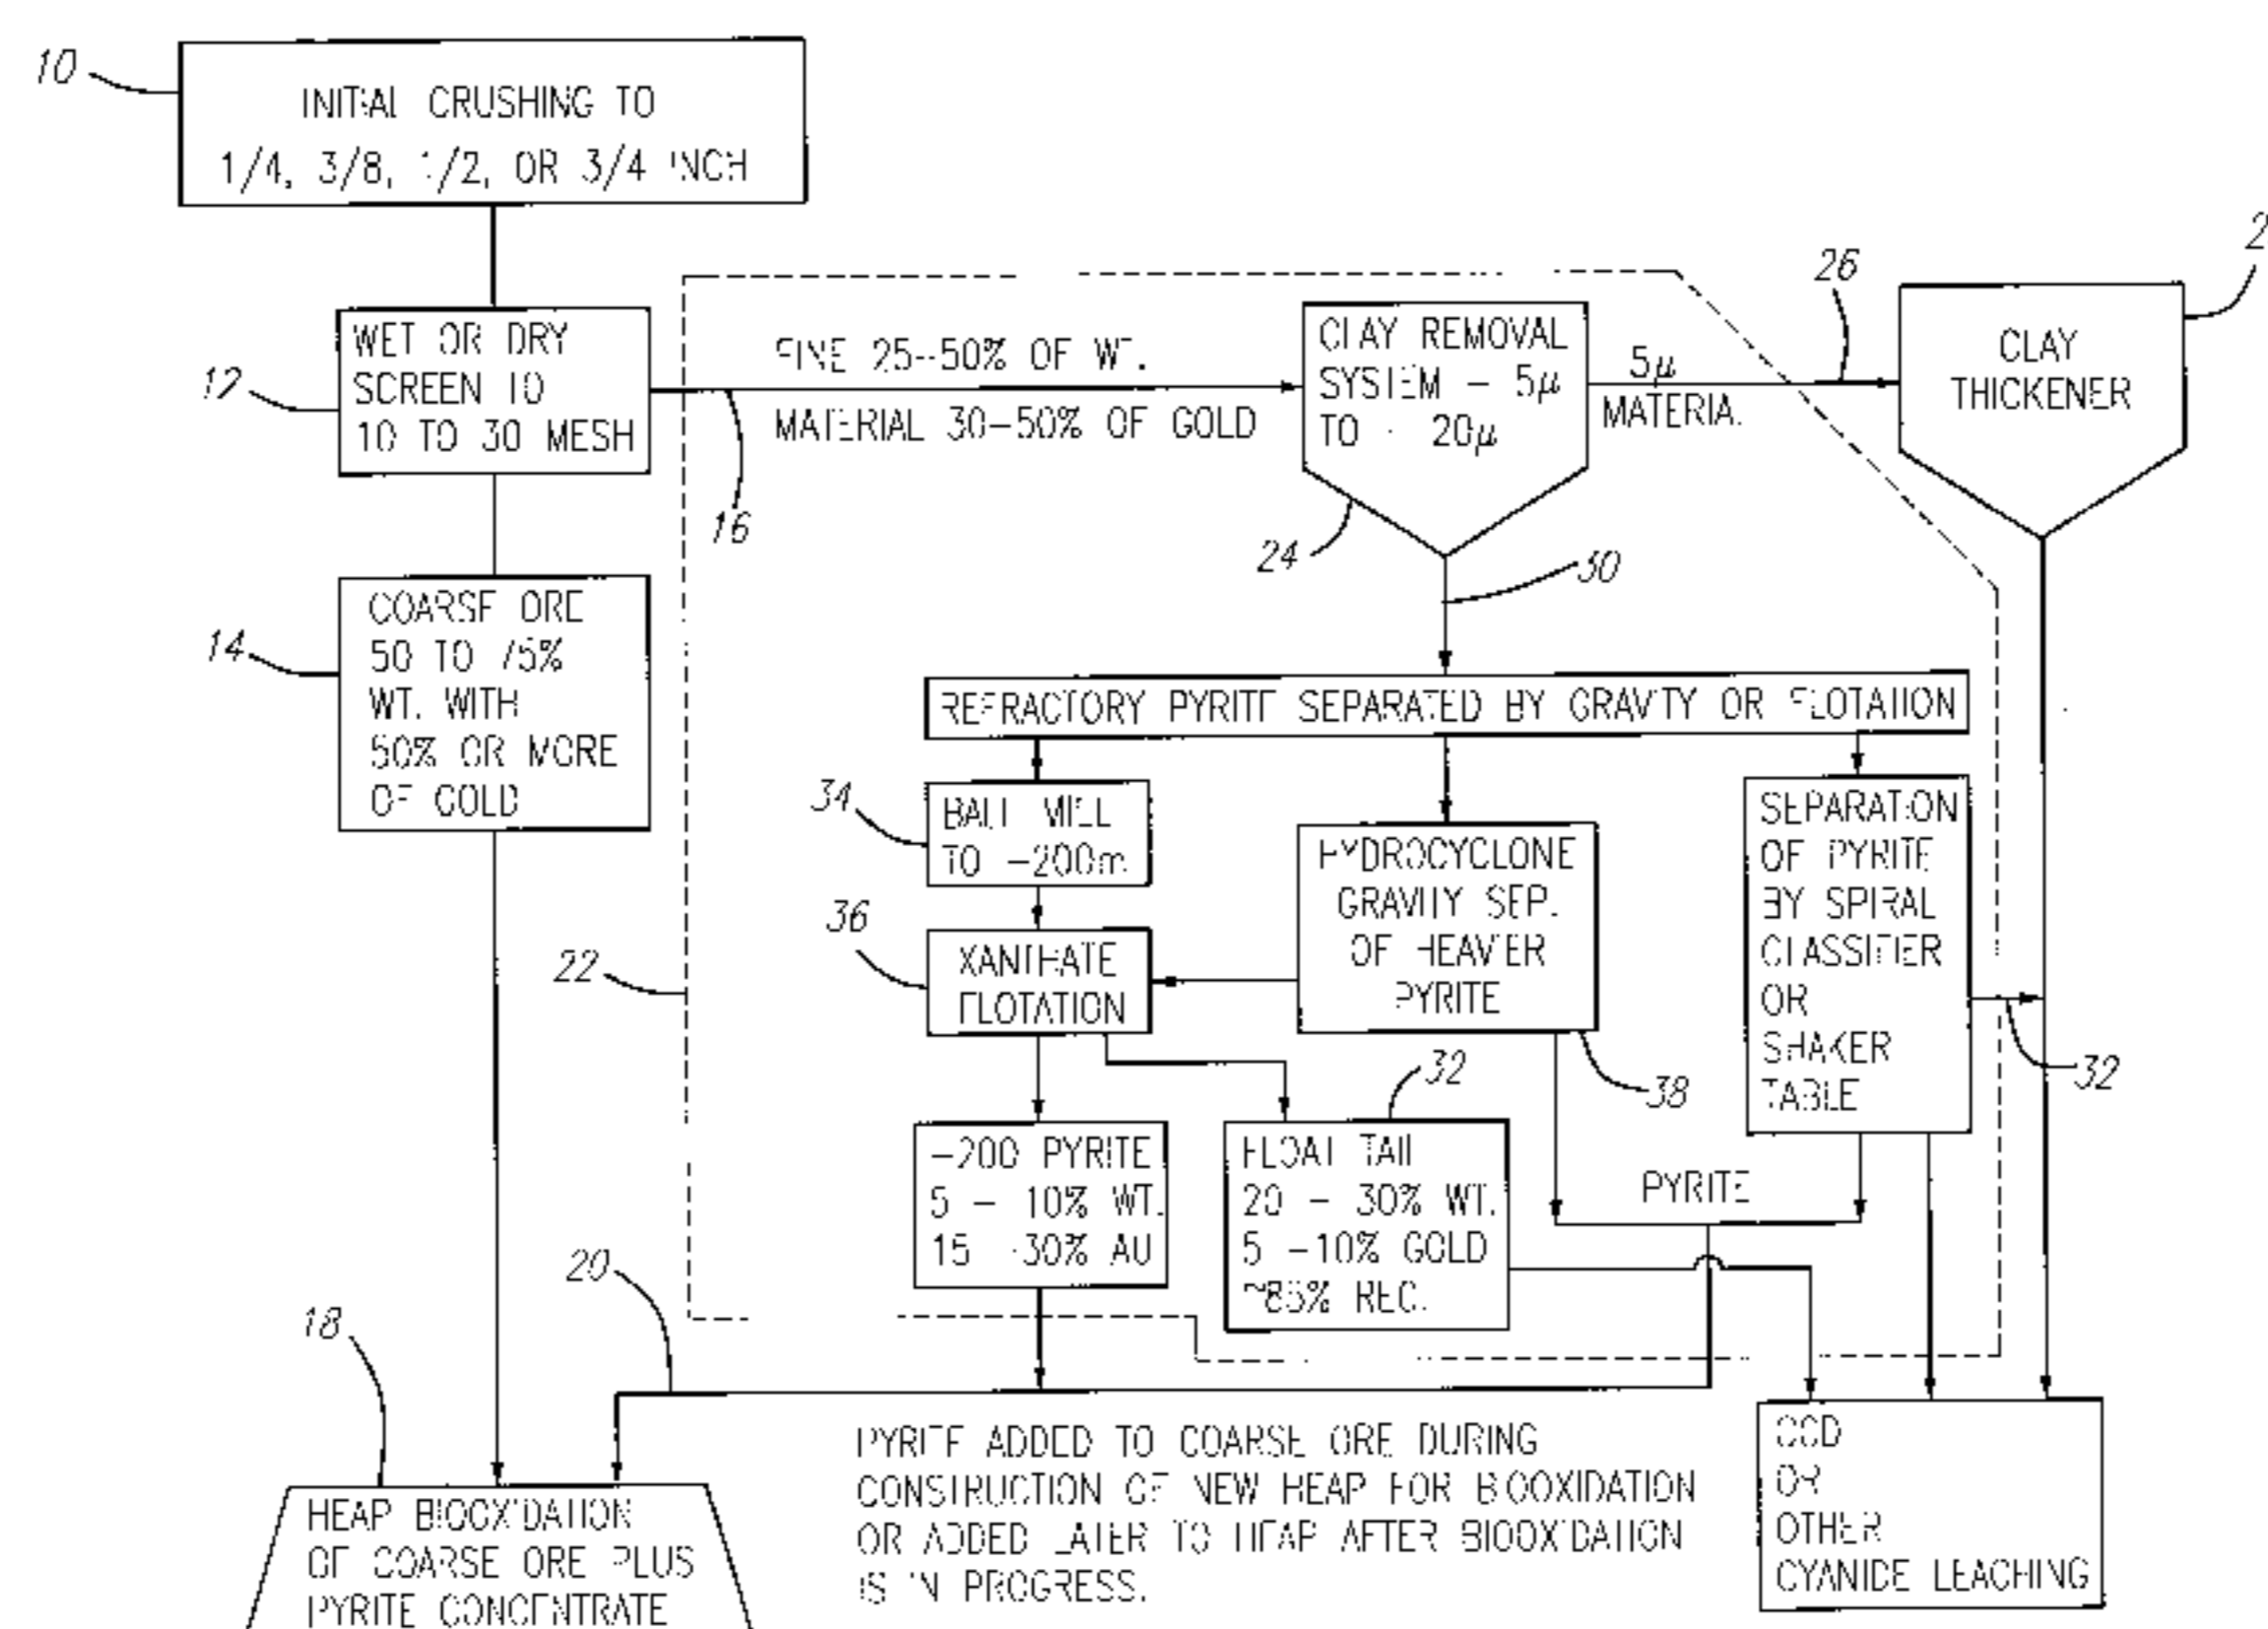 10
INITIAL CRUSHING TO
1/4, 3/8, 1/2, OR 3/4 INCH
12
WET OR DRY
SCREEN TO
10 TO 30 MESH
FINE 25-50% OF WT.
MATERIAL 30-50% OF GOLD
16
CLAY REMOVAL
SYSTEM - 5µ
TO - 20µ
24
5µ
MATERIAL
26
2
CLAY
THICKENER
30
14
COARSE ORE
50 TO 75%
WT. WITH
50% OR MORE
OF GOLD
REFRACTORY PYRITE SEPARATED BY GRAVITY OR FLOTATION
34
BALL MILL
TO -200m
36
XANTHATE
FLOTATION
HYDROCYCLONE
GRAVITY SEP.
OF HEAVIER
PYRITE
38
SEPARATION
OF PYRITE
BY SPIRAL
CLASSIFIER
OR
SHAKER
TABLE
32
22
-200 PYRITE
5 - 10% WT.
15 -30% AU
32
FLOAT TAIL
20 - 30% WT.
5 -10% GOLD
~85% REC.
PYRITE
20
18
HEAP BIOOXIDATION
OF COARSE ORE PLUS
PYRITE CONCENTRATE
PYRITE ADDED TO COARSE ORE DURING
CONSTRUCTION OF NEW HEAP FOR BIOOXIDATION
OR ADDED LATER TO HEAP AFTER BIOOXIDATION
IS IN PROGRESS.
CCD
OR
OTHER
CYANIDE LEACHING